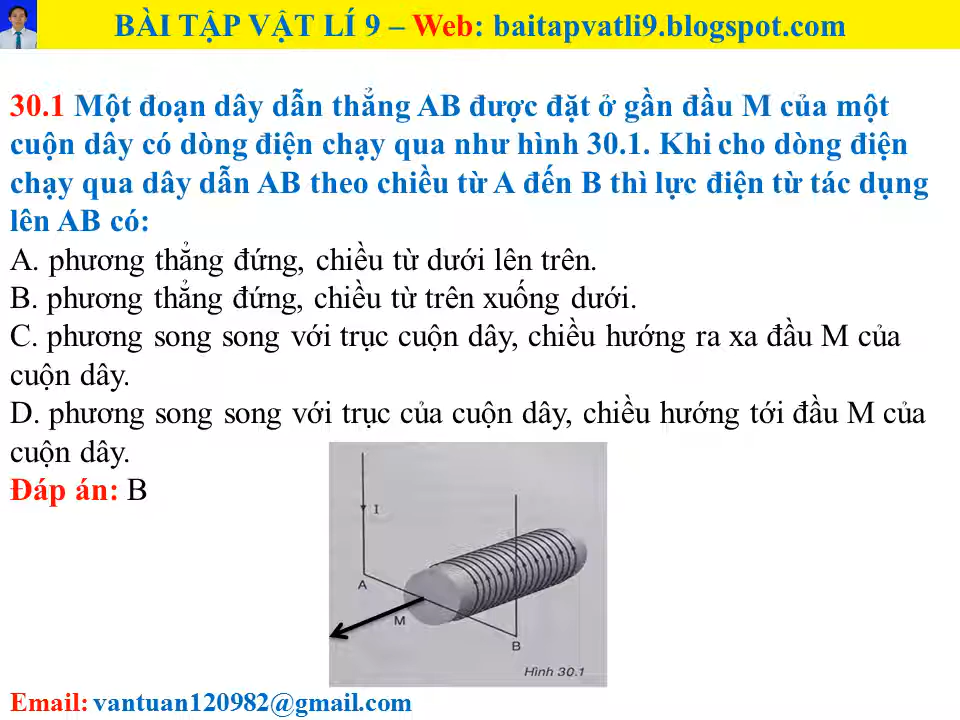 BÀI TẬP VẬT LÍ 9 – Web: baitapvatli9.blogspot.com
30.1 Một đoạn dây dẫn thẳng AB được đặt ở gần đầu M của một
cuộn dây có dòng điện chạy qua như hình 30.1. Khi cho dòng điện
chạy qua dây dẫn AB theo chiều từ A đến B thì lực điện từ tác dụng
lên AB có:
A. phương thẳng đứng, chiều từ dưới lên trên.
B. phương thẳng đứng, chiều từ trên xuống dưới.
C. phương song song với trục cuộn dây, chiều hướng ra xa đầu M của
cuộn dây.
D. phương song song với trục của cuộn dây, chiều hướng tới đầu M của
cuộn dây.
Đáp án: B
I
A
M
B
Hình 30.1
Email: vantuan120982@gmail.com